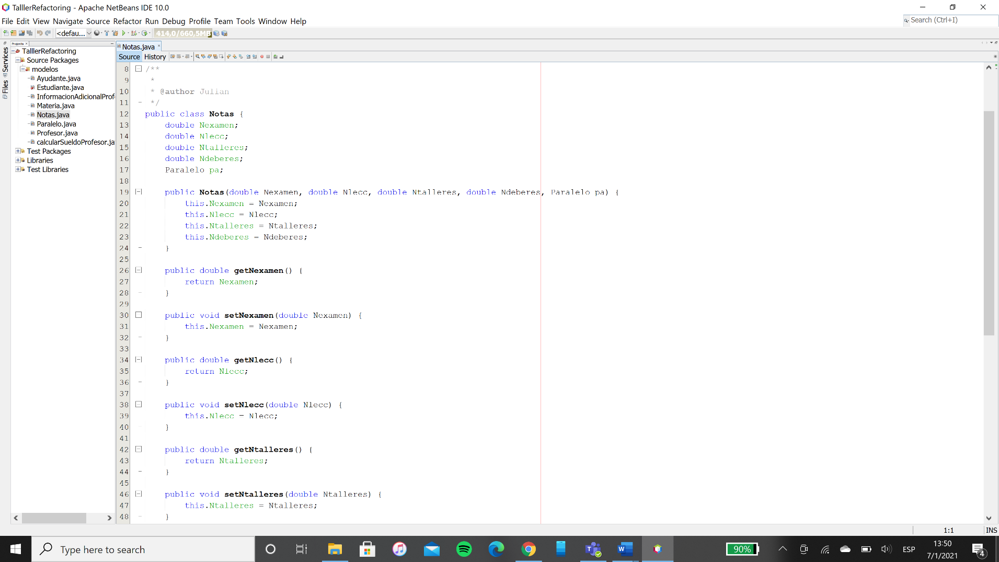 TalllerRefactoring - Apache NetBeans IDE 10.0
File Edit View Navigate Source Refactor Run Debug Profile Team Tools Window Help
Search (Ctrl+I)
<defau...
414,0/660,5MB
Projects
Services
Files
TalllerRefactoring
Source Packages
modelos
Ayudante.java
Estudiante.java
InformacionAdicionalProf
Materia.java
Notas.java
Paralelo.java
Profesor.java
calcularSueldoProfesor.ja
Test Packages
Libraries
Test Libraries
Notas.java
Source History
8 /**
9 *
10 * @author Julian
11 */
12 public class Notas {
13 double Nexamen;
14 double Nlecc;
15 double Ntalleres;
16 double Ndeberes;
17 Paralelo pa;
18
19 public Notas(double Nexamen, double Nlecc, double Ntalleres, double Ndeberes, Paralelo pa) {
20 this.Nexamen = Nexamen;
21 this.Nlecc = Nlecc;
22 this.Ntalleres = Ntalleres;
23 this.Ndeberes = Ndeberes;
24 }
25
26 public double getNexamen() {
27 return Nexamen;
28 }
29
30 public void setNexamen(double Nexamen) {
31 this.Nexamen = Nexamen;
32 }
33
34 public double getNlecc() {
35 return Nlecc;
36 }
37
38 public void setNlecc(double Nlecc) {
39 this.Nlecc = Nlecc;
40 }
41
42 public double getNtalleres() {
43 return Ntalleres;
44 }
45
46 public void setNtalleres(double Ntalleres) {
47 this.Ntalleres = Ntalleres;
48 }
1:1 INS
Type here to search
90%
ESP
13:50
7/1/2021
4